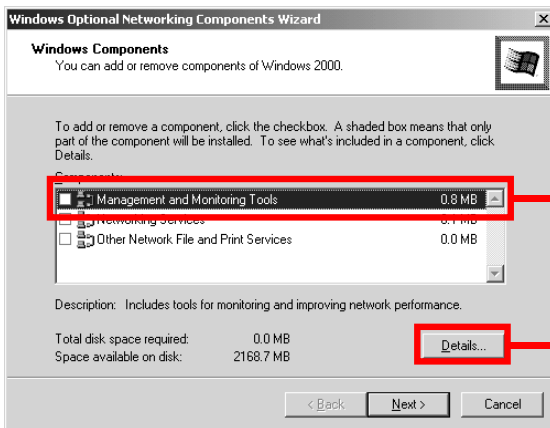 Windows Optional Networking Components Wizard
Windows Components
You can add or remove components of Windows 2000.
To add or remove a component, click the checkbox. A shaded box means that only
part of the component will be installed. To see what's included in a component, click
Details.
Components:
Management and Monitoring Tools 0.8 MB
Networking Services 0.1 MB
Other Network File and Print Services 0.0 MB
Description: Includes tools for monitoring and improving network performance.
Total disk space required: 0.0 MB
Details...
Space available on disk: 2168.7 MB
< Back Next > Cancel